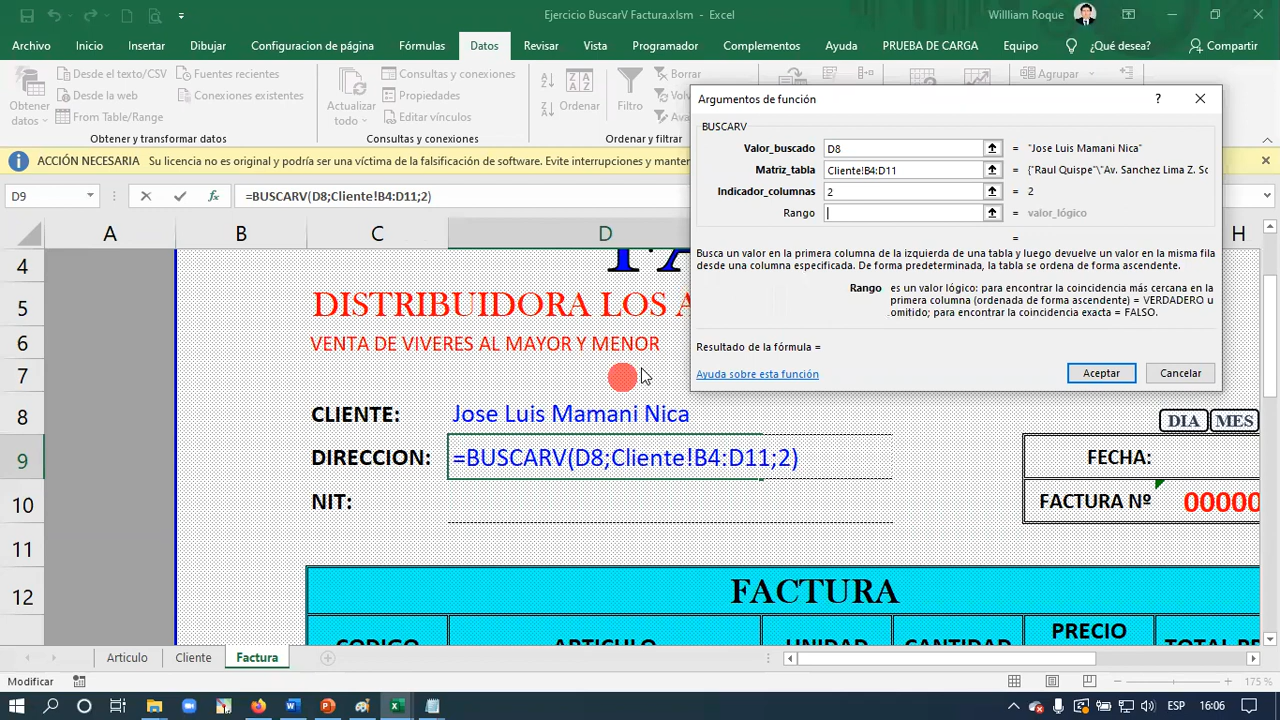 Ejercicio BuscarV Factura.xlsm - Excel
Willliam Roque
Archivo Inicio Insertar Dibujar Configuracion de página Fórmulas Datos Revisar Vista Programador Complementos Ayuda PRUEBA DE CARGA Equipo ¿Qué desea? Compartir
Obtener datos
Desde el texto/CSV
Desde la web
From Table/Range
Fuentes recientes
Conexiones existentes
Obtener y transformar datos
Actualizar todo
Consultas y conexiones
Propiedades
Editar vínculos
Consultas y conexiones
Ordenar
Filtro
Borrar
Ordenar y filtrar
Agrupar
ACCIÓN NECESARIA Su licencia no es original y podría ser una víctima de la falsificación de software. Evite interrupciones y
D9
=BUSCARV(D8;Cliente!B4:D11;2)
Argumentos de función
? ×
BUSCARV
Valor_buscado D8 = "Jose Luis Mamani Nica"
Matriz_tabla Cliente!B4:D11 = {"Raul Quispe"\"Av. Sanchez Lima Z. Sc
Indicador_columnas 2 = 2
Rango = valor_lógico
=
Busca un valor en la primera columna de la izquierda de una tabla y luego devuelve un valor en la misma fila
desde una columna especificada. De forma predeterminada, la tabla se ordena de forma ascendente.
Rango es un valor lógico: para encontrar la coincidencia más cercana en la
primera columna (ordenada de forma ascendente) = VERDADERO u
omitido; para encontrar la coincidencia exacta = FALSO.
Resultado de la fórmula =
Ayuda sobre esta función
Aceptar
Cancelar
A B C D H
4
5 DISTRIBUIDORA LOS A
6 VENTA DE VIVERES AL MAYOR Y MENOR
7
8 CLIENTE: Jose Luis Mamani Nica DIA MES
9 DIRECCION: =BUSCARV(D8;Cliente!B4:D11;2) FECHA:
10 NIT: FACTURA Nº 00000
11
12 FACTURA
CODIGO ARTICULO UNIDAD CANTIDAD PRECIO TOTAL
Articulo Cliente Factura
Modificar
175 %
ESP 16:06